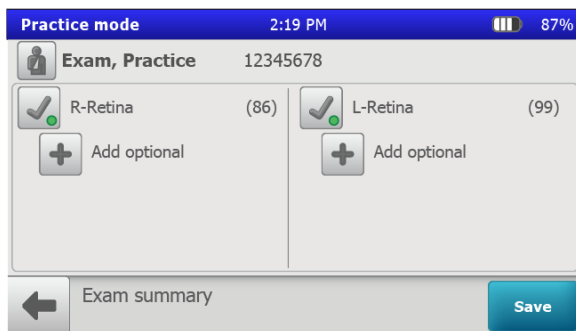 Practice mode 2:19 PM 87%
Exam, Practice 12345678
R-Retina (86) L-Retina (99)
Add optional Add optional
Exam summary
Save